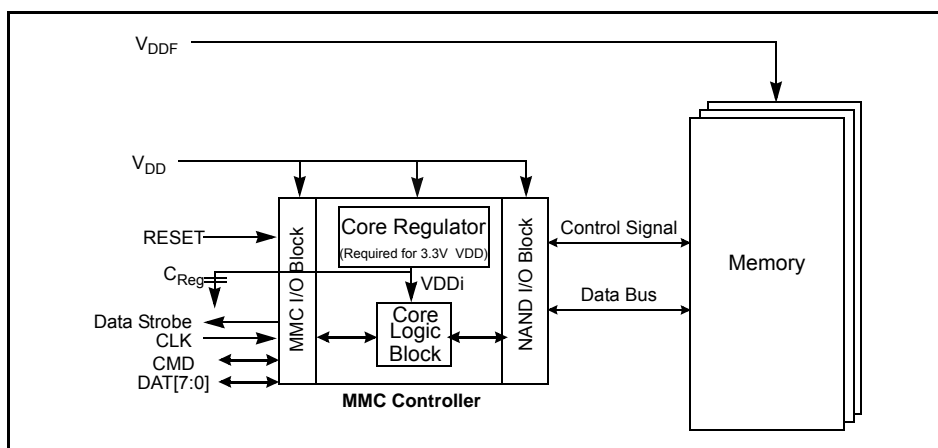 VDDF
VDD
RESET
CReg
Data Strobe
CLK
CMD
DAT[7:0]
MMC I/O Block
Core Regulator
(Required for 3.3V VDD)
VDDi
Core
Logic
Block
NAND I/O Block
MMC Controller
Control Signal
Data Bus
Memory